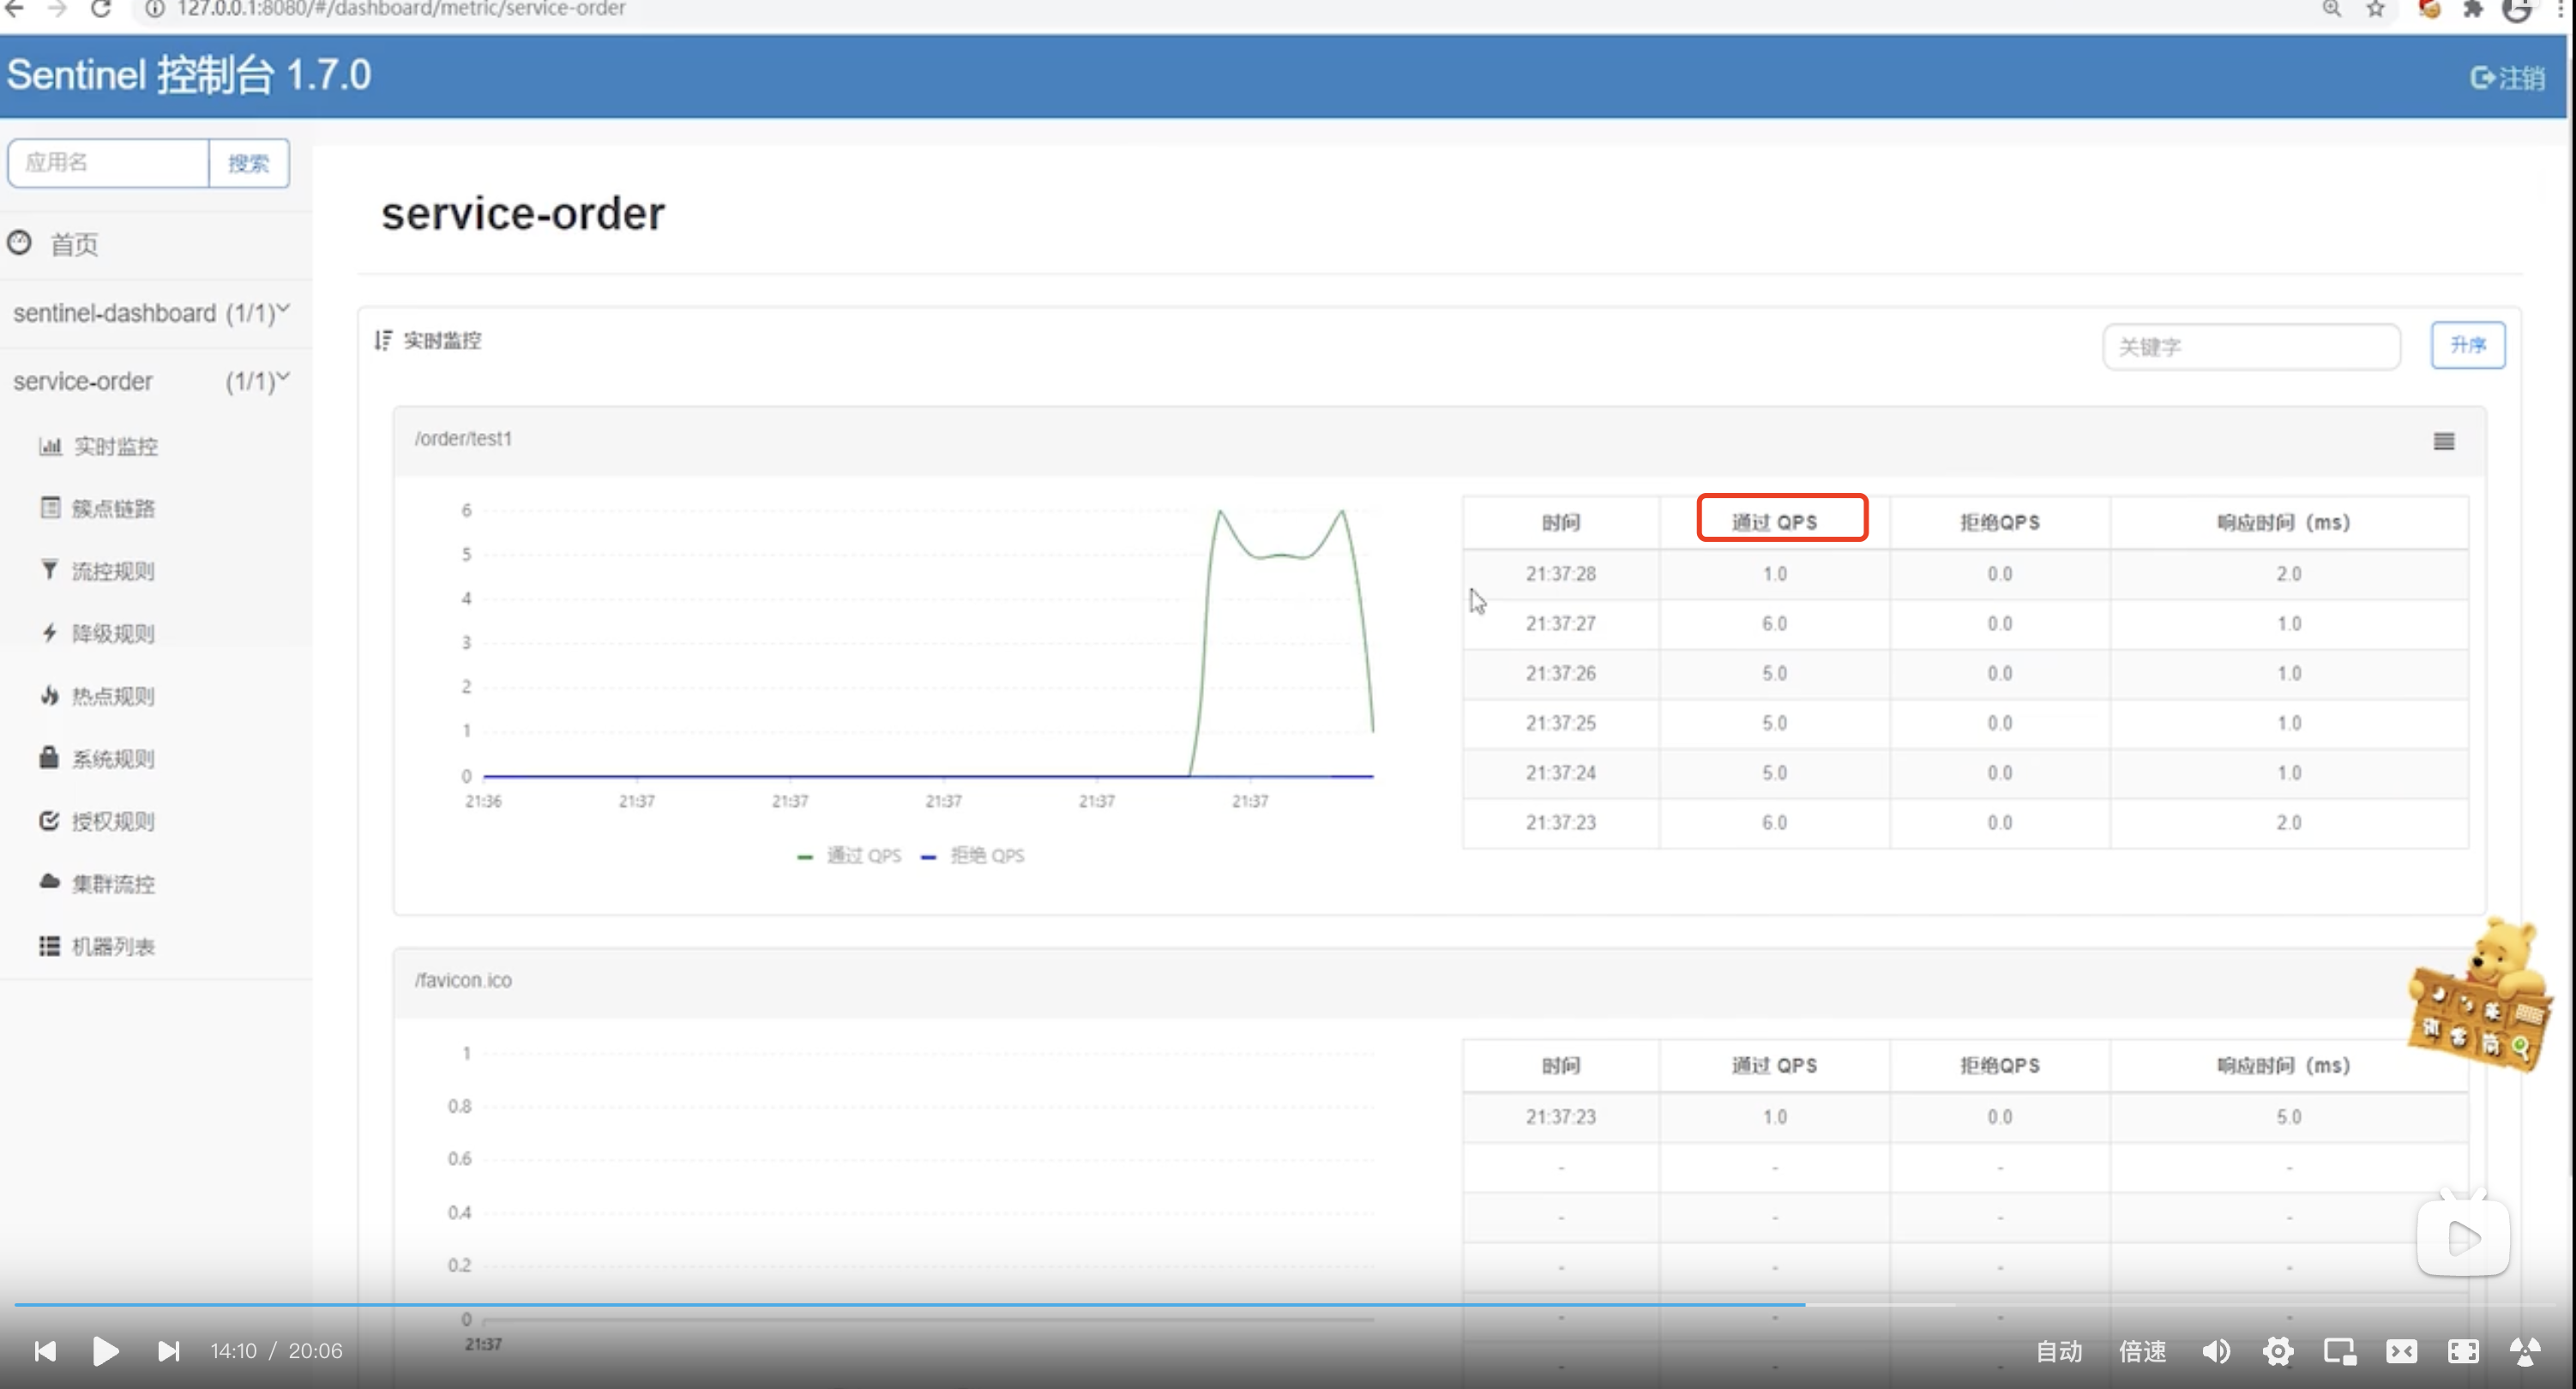 127.0.0.1:8080/#/dashboard/metric/service-order
Sentinel 控制台 1.7.0
注销
应用名
搜索
首页
sentinel-dashboard (1/1)
service-order (1/1)
实时监控
簇点链路
流控规则
降级规则
热点规则
系统规则
授权规则
集群流控
机器列表
service-order
实时监控
关键字
升序
/order/test1
6
5
4
3
2
1
0
21:36 21:37 21:37 21:37 21:37 21:37
通过 QPS 拒绝 QPS
时间 通过 QPS 拒绝QPS 响应时间（ms）
21:37:28 1.0 0.0 2.0
21:37:27 6.0 0.0 1.0
21:37:26 5.0 0.0 1.0
21:37:25 5.0 0.0 1.0
21:37:24 5.0 0.0 1.0
21:37:23 6.0 0.0 2.0
/favicon.ico
1
0.8
0.6
0.4
0.2
0
21:37
时间 通过 QPS 拒绝QPS 响应时间（ms）
21:37:23 1.0 0.0 5.0
- - - -
- - - -
- - - -
- - - -
- - - -
14:10 / 20:06
自动
倍速